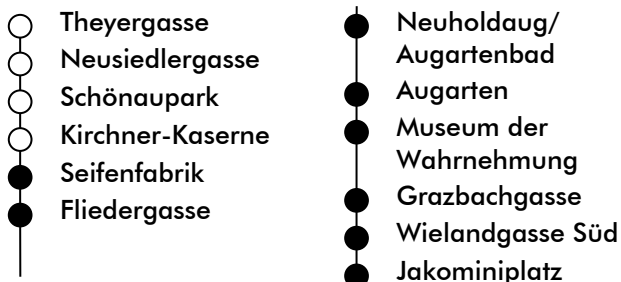 Theyergasse
Neusiedlergasse
Schönaupark
Kirchner-Kaserne
Seifenfabrik
Fliedergasse
Neuholdaug/
Augartenbad
Augarten
Museum der
Wahrnehmung
Grazbachgasse
Wielandgasse Süd
Jakominiplatz